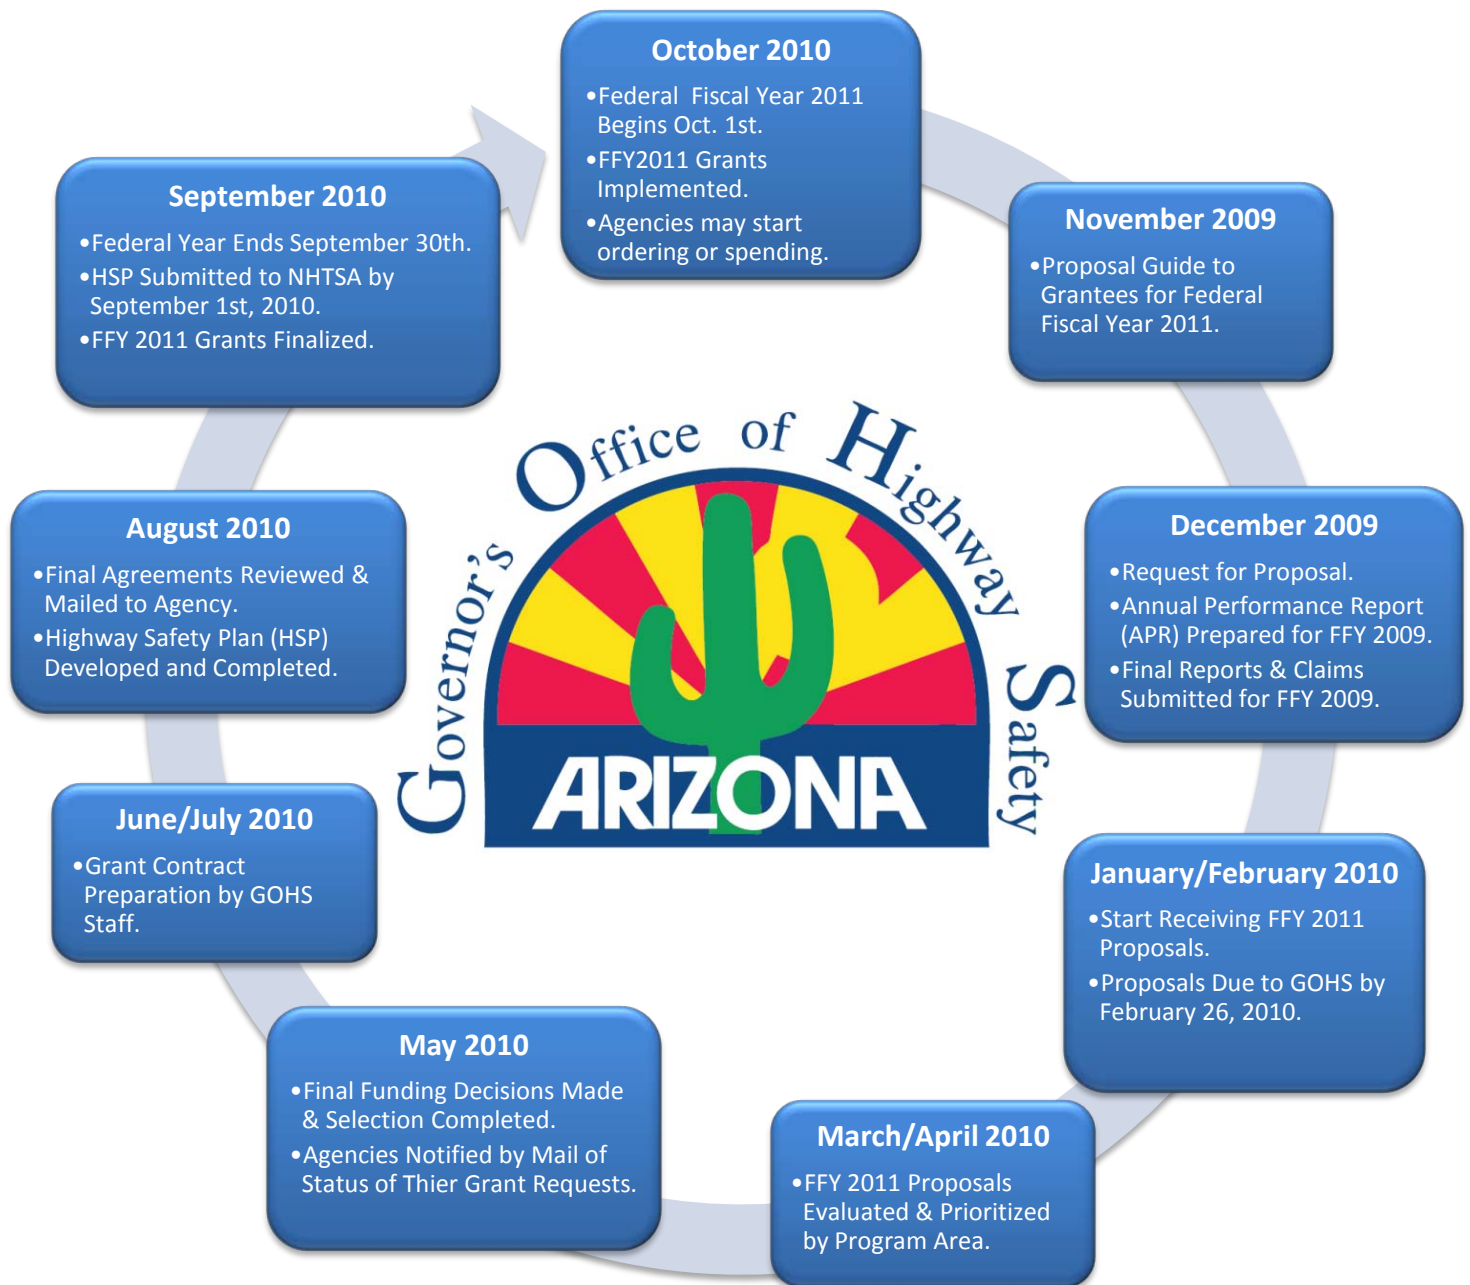 October 2010
•Federal Fiscal Year 2011
Begins Oct. 1st.
•FFY2011 Grants
Implemented.
•Agencies may start
ordering or spending.
November 2009
•Proposal Guide to
Grantees for Federal
Fiscal Year 2011.
December 2009
•Request for Proposal.
•Annual Performance Report
(APR) Prepared for FFY 2009.
•Final Reports & Claims
Submitted for FFY 2009.
January/February 2010
•Start Receiving FFY 2011
Proposals.
•Proposals Due to GOHS by
February 26, 2010.
March/April 2010
•FFY 2011 Proposals
Evaluated & Prioritized
by Program Area.
May 2010
•Final Funding Decisions Made
& Selection Completed.
•Agencies Notified by Mail of
Status of Thier Grant Requests.
June/July 2010
•Grant Contract
Preparation by GOHS
Staff.
August 2010
•Final Agreements Reviewed &
Mailed to Agency.
•Highway Safety Plan (HSP)
Developed and Completed.
September 2010
•Federal Year Ends September 30th.
•HSP Submitted to NHTSA by
September 1st, 2010.
•FFY 2011 Grants Finalized.
Governor's Office of Highway Safety
ARIZONA